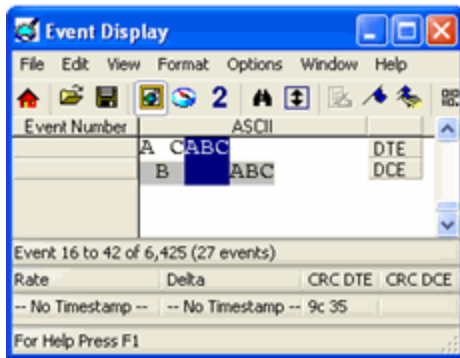 Event Display
File Edit View Format Options Window Help
2
Event Number ASCII
A CABC DTE
B ABC DCE
Event 16 to 42 of 6,425 (27 events)
Rate Delta CRC DTE CRC DCE
-- No Timestamp -- -- No Timestamp -- 9c 35
For Help Press F1